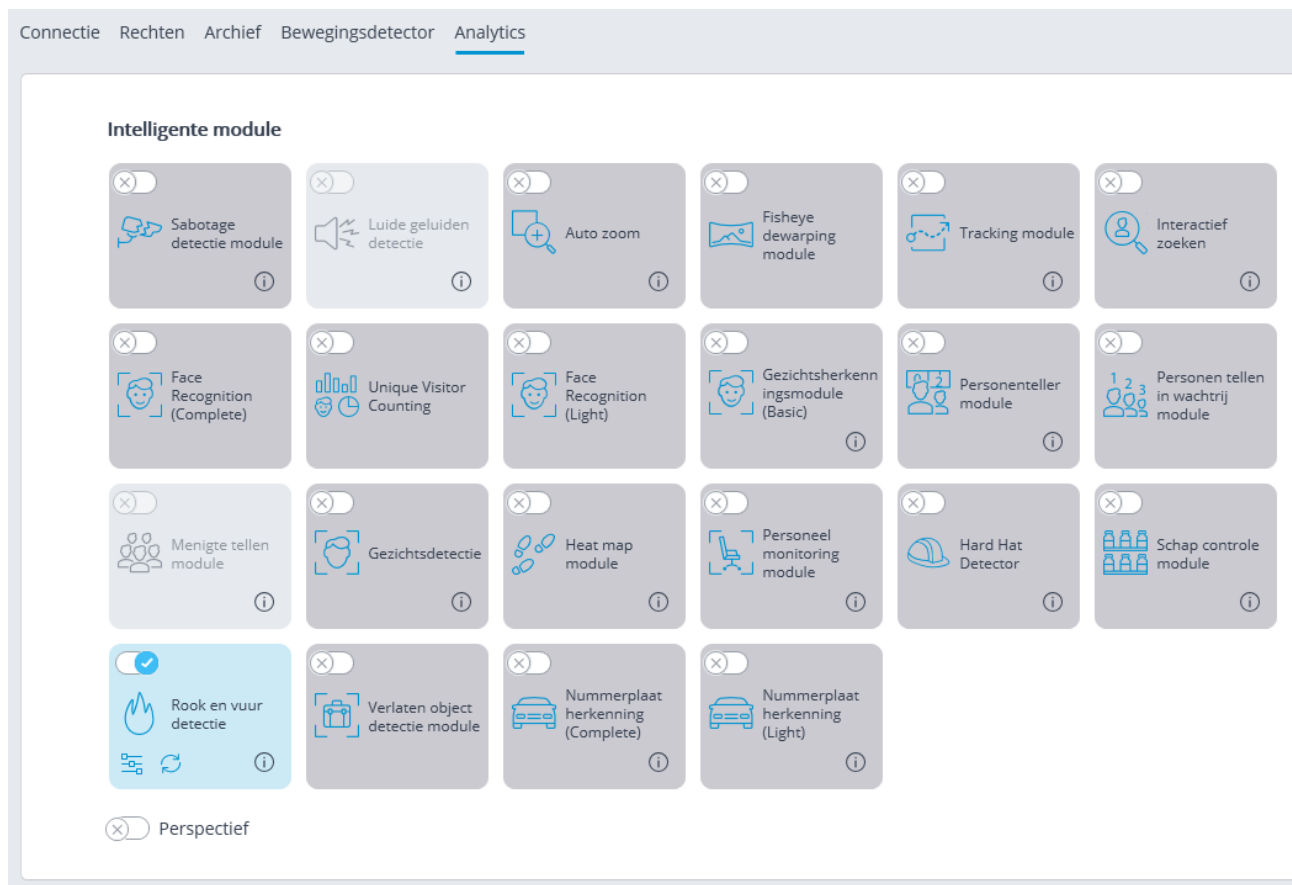 Connectie Rechten Archief Bewegingsdetector Analytics
Intelligente module
Sabotage
detectie module
Luide geluiden
detectie
Auto zoom
Fisheye
dewarping
module
Tracking module
Interactief
zoeken
Face
Recognition
(Complete)
Unique Visitor
Counting
Face
Recognition
(Light)
Gezichtsherkenn
ingsmodule
(Basic)
Personenteller
module
Personen tellen
in wachtrij
module
Menigte tellen
module
Gezichtsdetectie
Heat map
module
Personeel
monitoring
module
Hard Hat
Detector
Schap controle
module
Rook en vuur
detectie
Verlaten object
detectie module
Nummerplaat
herkenning
(Complete)
Nummerplaat
herkenning
(Light)
Perspectief